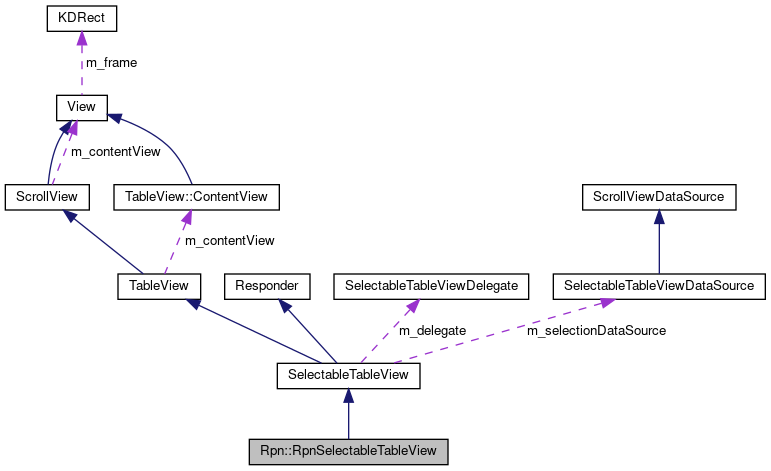 KDRect
m_frame
View
m_contentView
ScrollView
TableView::ContentView
ScrollViewDataSource
m_contentView
TableView
Responder
SelectableTableViewDelegate
SelectableTableViewDataSource
m_delegate
m_selectionDataSource
SelectableTableView
Rpn::RpnSelectableTableView